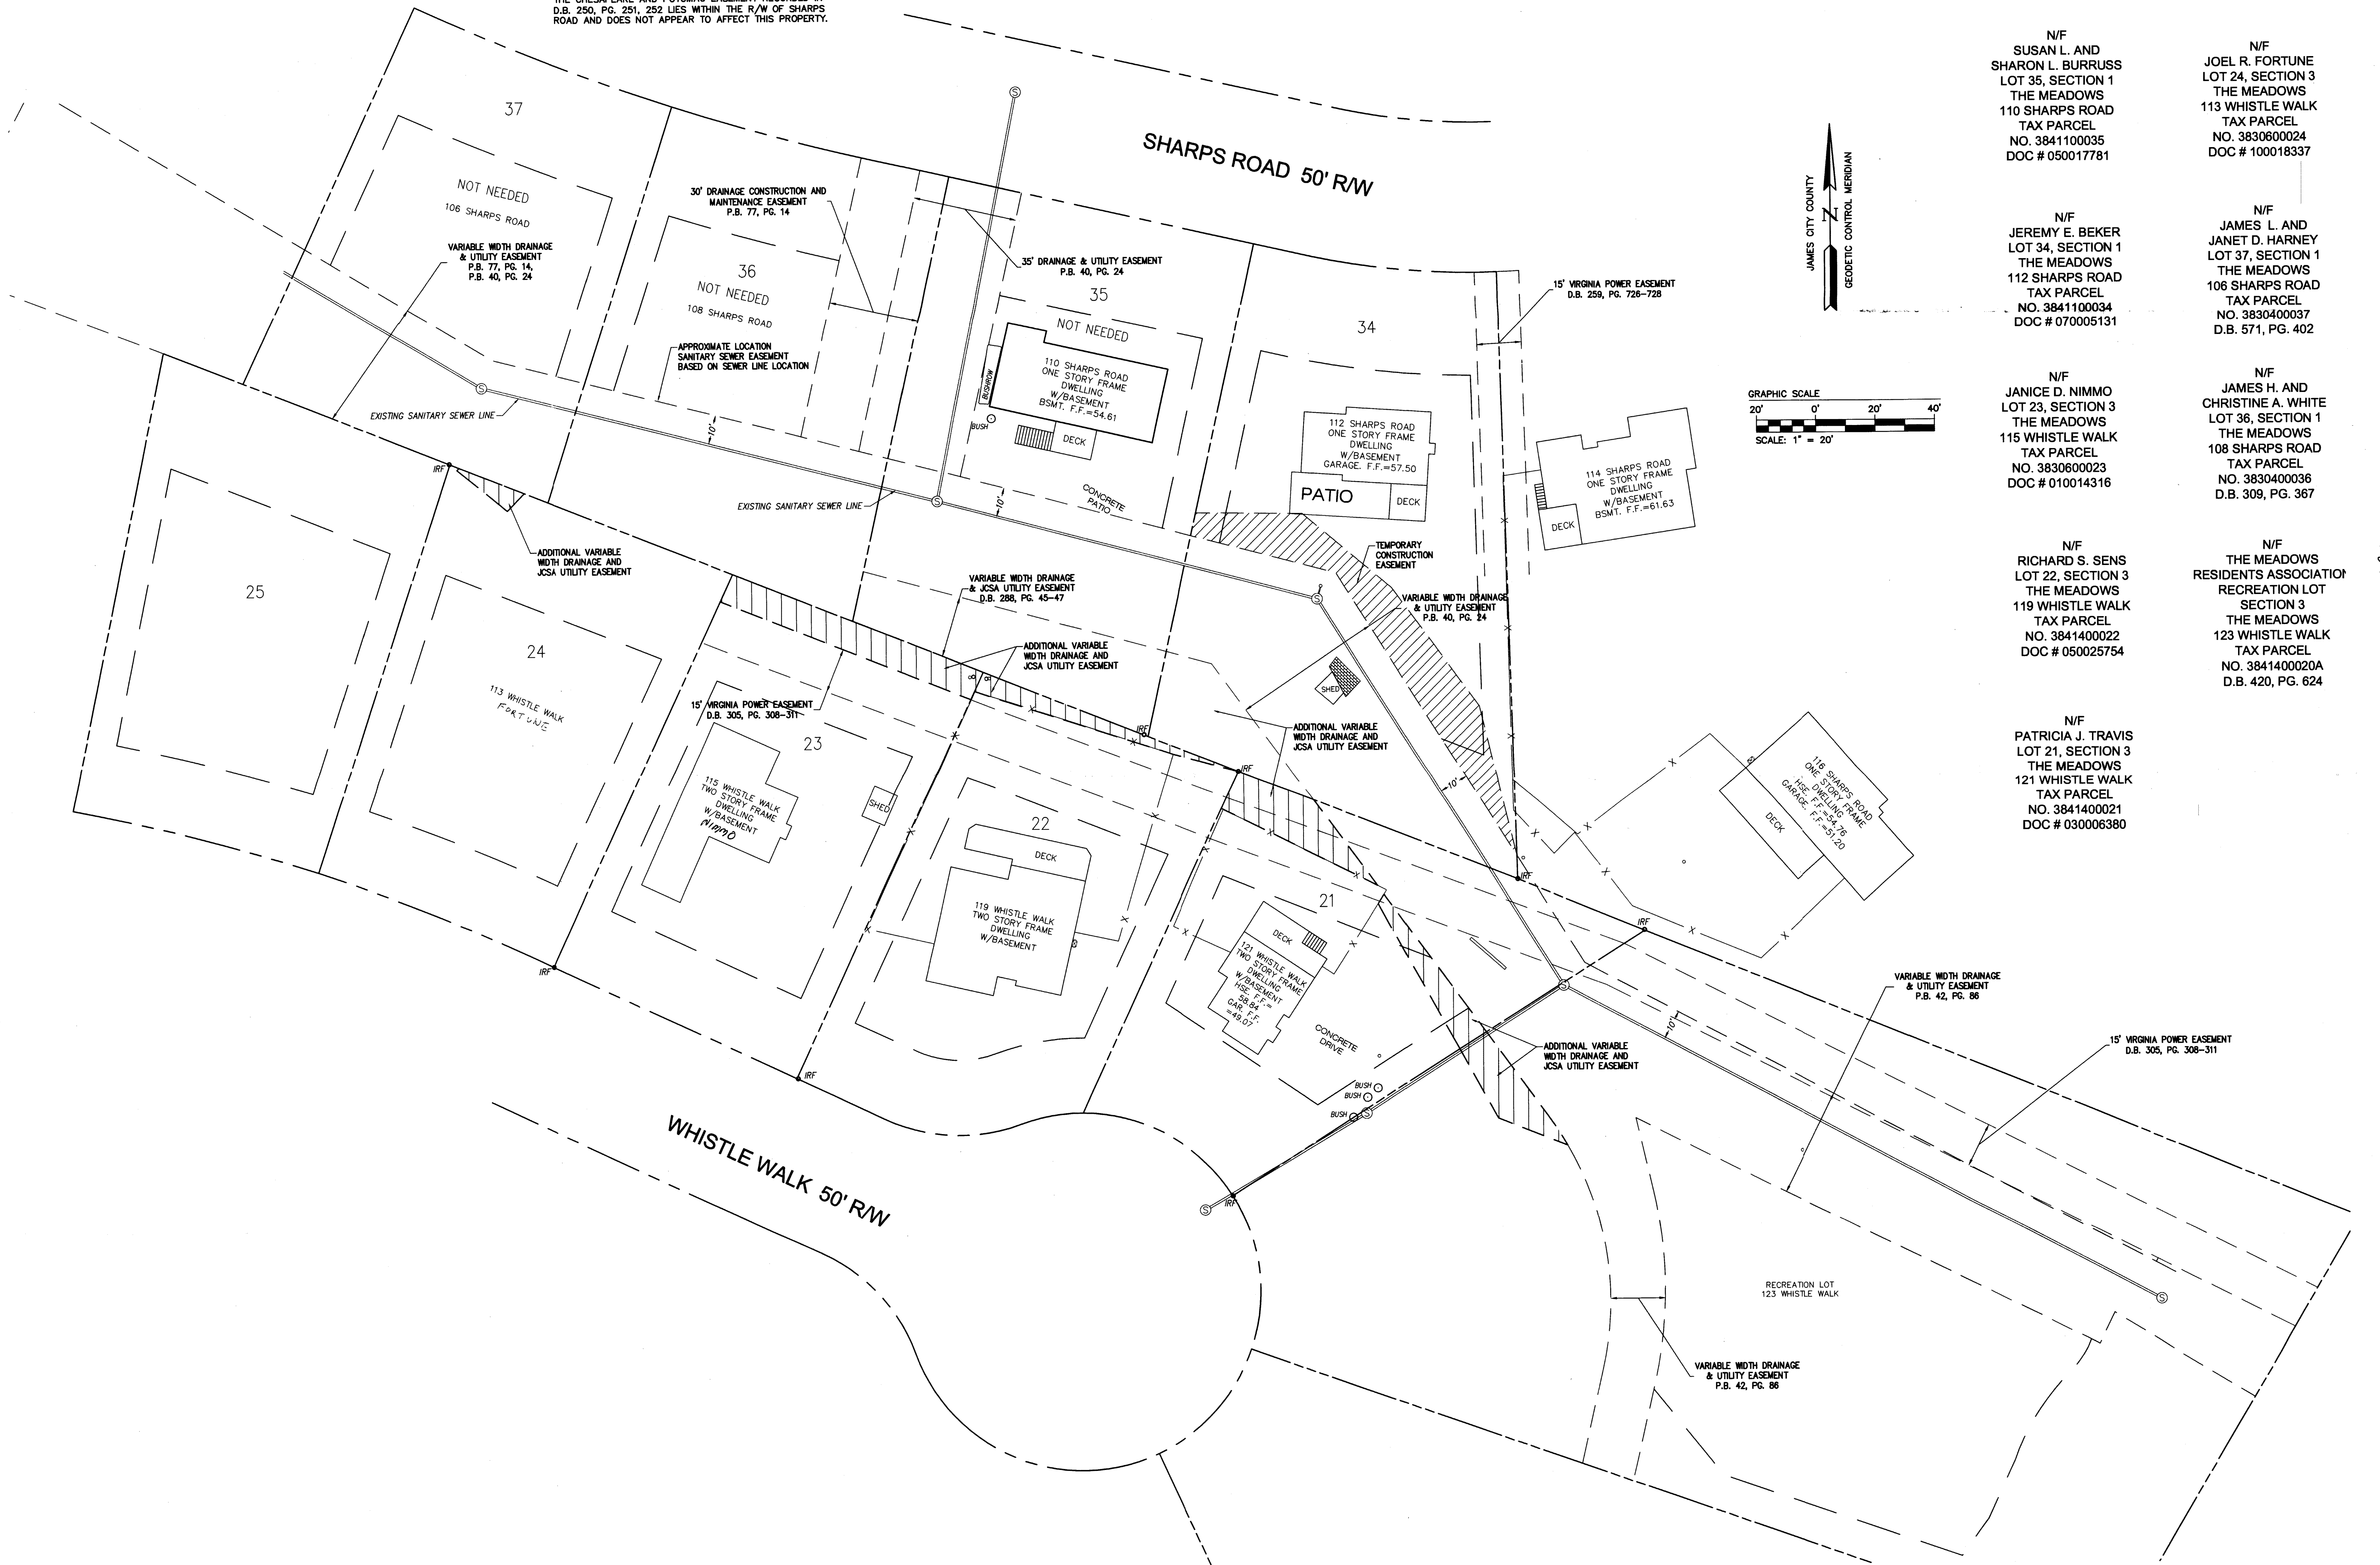 D.B. 250, PG. 251, 252 LIES WITHIN THE R/W OF SHARPS
ROAD AND DOES NOT APPEAR TO AFFECT THIS PROPERTY.
37
NOT NEEDED
106 SHARPS ROAD
VARIABLE WIDTH DRAINAGE
& UTILITY EASEMENT
P.B. 77, PG. 14,
P.B. 40, PG. 24
30' DRAINAGE CONSTRUCTION AND
MAINTENANCE EASEMENT
P.B. 77, PG. 14
36
NOT NEEDED
108 SHARPS ROAD
APPROXIMATE LOCATION
SANITARY SEWER EASEMENT
BASED ON SEWER LINE LOCATION
EXISTING SANITARY SEWER LINE
10'
EXISTING SANITARY SEWER LINE
S
S
S
SHARPS ROAD 50' R/W
35' DRAINAGE & UTILITY EASEMENT
P.B. 40, PG. 24
35
NOT NEEDED
110 SHARPS ROAD
ONE STORY FRAME
DWELLING
W/BASEMENT
BSMT. F.F.=54.61
BUSHROW
BUSH
DECK
CONCRETE
PATIO
10'
34
15' VIRGINIA POWER EASEMENT
D.B. 259, PG. 726-728
112 SHARPS ROAD
ONE STORY FRAME
DWELLING
W/BASEMENT
GARAGE. F.F.=57.50
PATIO
DECK
114 SHARPS ROAD
ONE STORY FRAME
DWELLING
W/BASEMENT
BSMT. F.F.=61.63
DECK
TEMPORARY
CONSTRUCTION
EASEMENT
S
VARIABLE WIDTH DRAINAGE
& UTILITY EASEMENT
P.B. 40, PG. 24
SHED
IRF
ADDITIONAL VARIABLE
WIDTH DRAINAGE AND
JCSA UTILITY EASEMENT
VARIABLE WIDTH DRAINAGE
& JCSA UTILITY EASEMENT
D.B. 288, PG. 45-47
ADDITIONAL VARIABLE
WIDTH DRAINAGE AND
JCSA UTILITY EASEMENT
15' VIRGINIA POWER EASEMENT
D.B. 305, PG. 308-311
ADDITIONAL VARIABLE
WIDTH DRAINAGE AND
JCSA UTILITY EASEMENT
IRF
IRF
10'
25
24
113 WHISTLE WALK
FORTUNE
23
115 WHISTLE WALK
TWO STORY FRAME
DWELLING
W/BASEMENT
NIMMO
SHED
22
DECK
119 WHISTLE WALK
TWO STORY FRAME
DWELLING
W/BASEMENT
21
DECK
121 WHISTLE WALK
TWO STORY FRAME
DWELLING
W/BASEMENT
HSE. F.F.=
58.84
GAR. F.F.
=49.07
CONCRETE
DRIVE
116 SHARPS ROAD
ONE STORY FRAME
DWELLING
HSE. F.F.=54.76
GARAGE. F.F.=51.20
DECK
IRF
IRF
S
10'
VARIABLE WIDTH DRAINAGE
& UTILITY EASEMENT
P.B. 42, PG. 86
15' VIRGINIA POWER EASEMENT
D.B. 305, PG. 308-311
ADDITIONAL VARIABLE
WIDTH DRAINAGE AND
JCSA UTILITY EASEMENT
BUSH
BUSH
BUSH
S
IRF
IRF
S
IRF
WHISTLE WALK 50' R/W
RECREATION LOT
123 WHISTLE WALK
S
VARIABLE WIDTH DRAINAGE
& UTILITY EASEMENT
P.B. 42, PG. 86
JAMES CITY COUNTY
N
GEODETIC CONTROL MERIDIAN
GRAPHIC SCALE
20' 0' 20' 40'
SCALE: 1" = 20'
N/F
SUSAN L. AND
SHARON L. BURRUSS
LOT 35, SECTION 1
THE MEADOWS
110 SHARPS ROAD
TAX PARCEL
NO. 3841100035
DOC # 050017781
N/F
JOEL R. FORTUNE
LOT 24, SECTION 3
THE MEADOWS
113 WHISTLE WALK
TAX PARCEL
NO. 3830600024
DOC # 100018337
N/F
JEREMY E. BEKER
LOT 34, SECTION 1
THE MEADOWS
112 SHARPS ROAD
TAX PARCEL
NO. 3841100034
DOC # 070005131
N/F
JAMES L. AND
JANET D. HARNEY
LOT 37, SECTION 1
THE MEADOWS
106 SHARPS ROAD
TAX PARCEL
NO. 3830400037
D.B. 571, PG. 402
N/F
JANICE D. NIMMO
LOT 23, SECTION 3
THE MEADOWS
115 WHISTLE WALK
TAX PARCEL
NO. 3830600023
DOC # 010014316
N/F
JAMES H. AND
CHRISTINE A. WHITE
LOT 36, SECTION 1
THE MEADOWS
108 SHARPS ROAD
TAX PARCEL
NO. 3830400036
D.B. 309, PG. 367
N/F
RICHARD S. SENS
LOT 22, SECTION 3
THE MEADOWS
119 WHISTLE WALK
TAX PARCEL
NO. 3841400022
DOC # 050025754
N/F
THE MEADOWS
RESIDENTS ASSOCIATION
RECREATION LOT
SECTION 3
THE MEADOWS
123 WHISTLE WALK
TAX PARCEL
NO. 3841400020A
D.B. 420, PG. 624
N/F
PATRICIA J. TRAVIS
LOT 21, SECTION 3
THE MEADOWS
121 WHISTLE WALK
TAX PARCEL
NO. 3841400021
DOC # 030006380